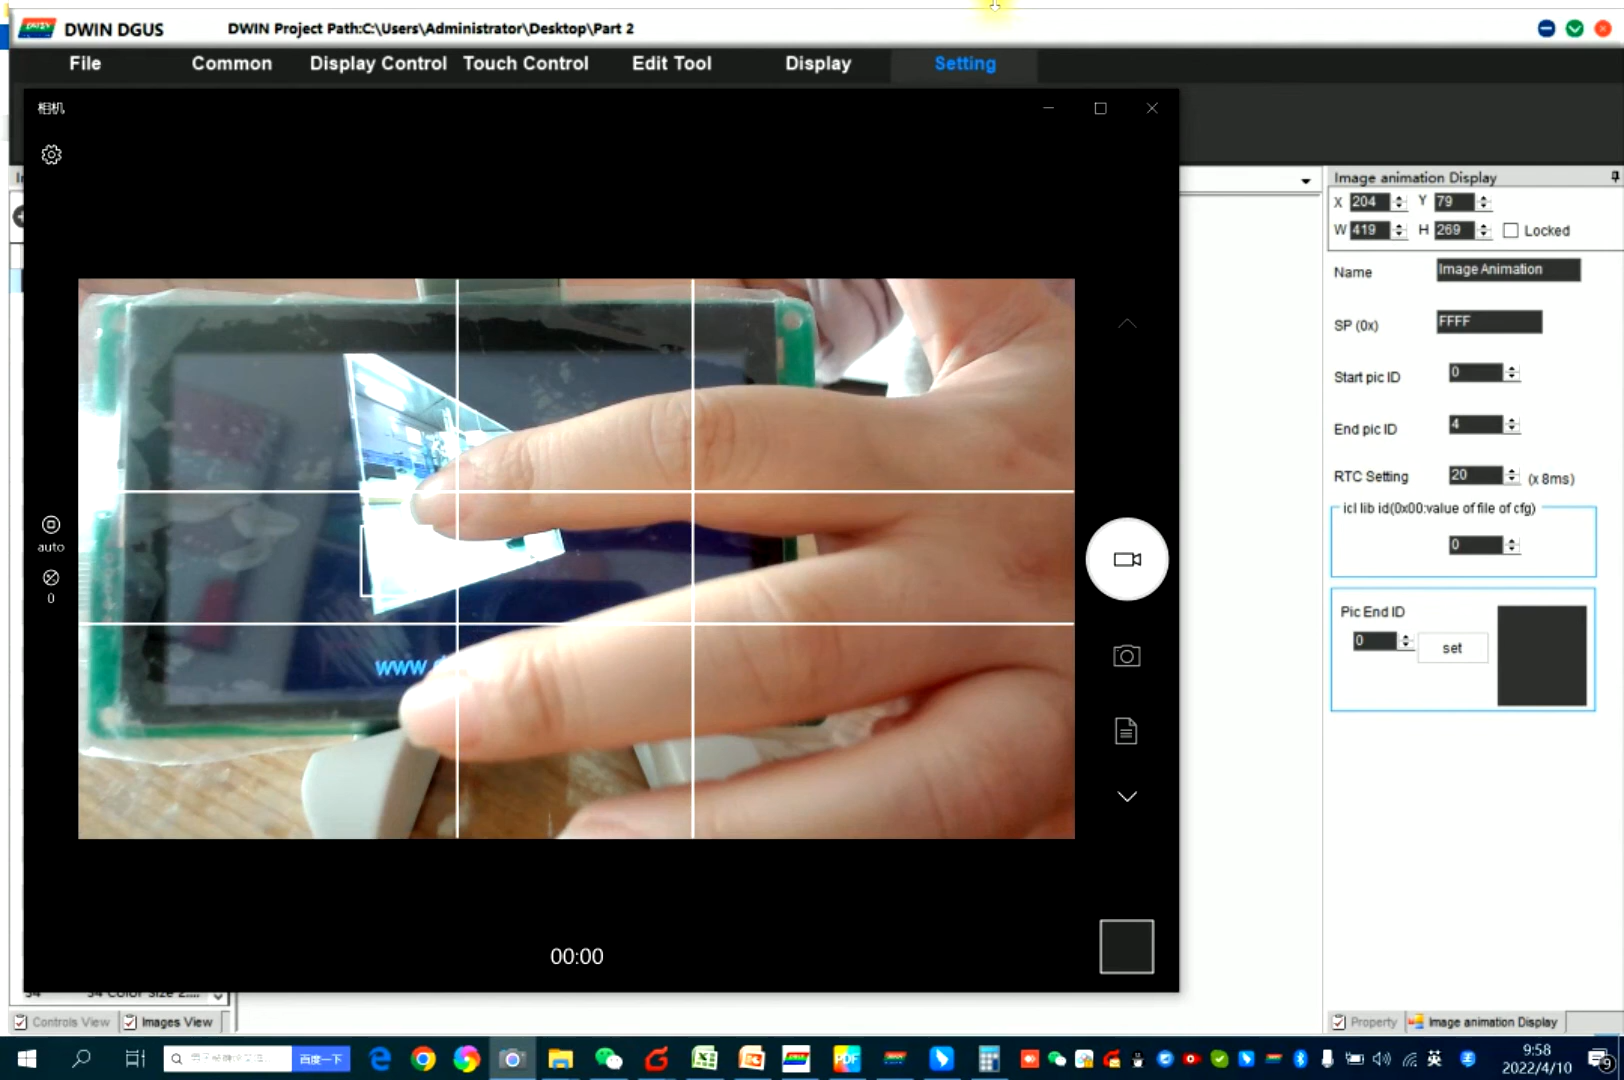 DWIN DGUS
DWIN Project Path:C:\Users\Administrator\Desktop\Part 2
File
Common
Display Control
Touch Control
Edit Tool
Display
Setting
相机
auto
0
www
00:00
Image animation Display
X 204 Y 79
W 419 H 269 Locked
Name Image Animation
SP (0x) FFFF
Start pic ID 0
End pic ID 4
RTC Setting 20 (x 8ms)
icl lib id(0x00:value of file of cfg)
0
Pic End ID
0 set
Controls View
Images View
Property
Image animation Display
百度一下
PDF
英
9:58
2022/4/10
9